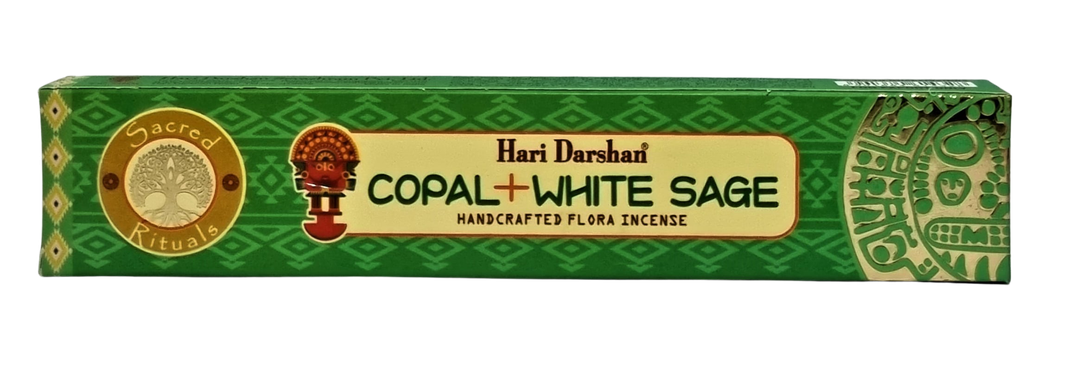 Sacred
Rituals
Hari Darshan®
COPAL+WHITE SAGE
HANDCRAFTED FLORA INCENSE